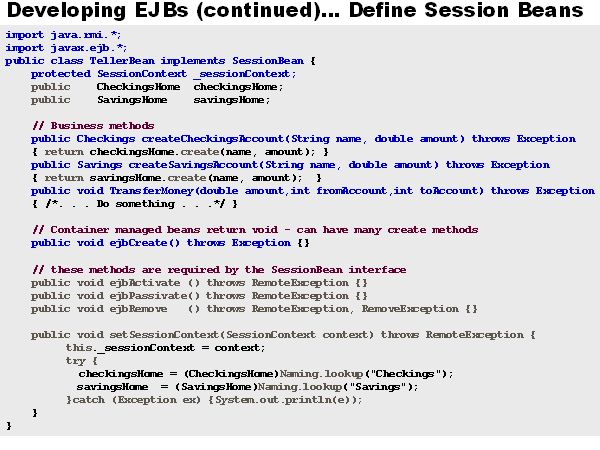 Developing EJBs (continued)... Define Session Beans
import java.rmi.*;
import javax.ejb.*;
public class TellerBean implements SessionBean {
protected SessionContext _sessionContext;
public CheckingsHome checkingsHome;
public SavingsHome savingsHome;
// Business methods
public Checkings createCheckingsAccount(String name, double amount) throws Exception
{ return checkingsHome.create(name, amount); }
public Savings createSavingsAccount(String name, double amount) throws Exception
{ return savingsHome.create(name, amount); }
public void TransferMoney(double amount,int fromAccount,int toAccount) throws Exception
{ /*. . . Do something . . .*/ }
// Container managed beans return void - can have many create methods
public void ejbCreate() throws Exception {}
// these methods are required by the SessionBean interface
public void ejbActivate () throws RemoteException {}
public void ejbPassivate() throws RemoteException {}
public void ejbRemove () throws RemoteException, RemoveException {}
public void setSessionContext(SessionContext context) throws RemoteException {
this._sessionContext = context;
try {
checkingsHome = (CheckingsHome)Naming.lookup("Checkings");
savingsHome = (SavingsHome)Naming.lookup("Savings");
}catch (Exception ex) {System.out.println(e));
}
}